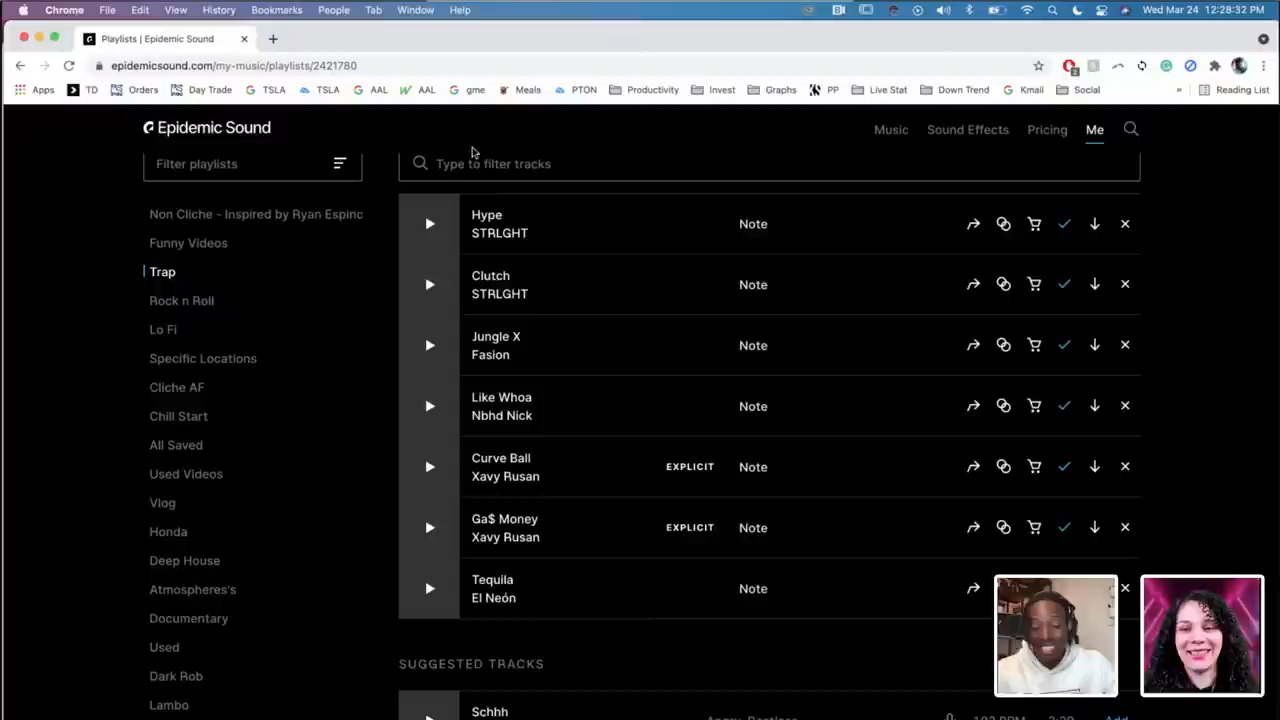 Chrome File Edit View History Bookmarks People Tab Window Help Wed Mar 24 12:28:32 PM
Playlists | Epidemic Sound
epidemicsound.com/my-music/playlists/2421780
Apps TD Orders Day Trade TSLA TSLA AAL AAL gme Meals PTON Productivity Invest Graphs PP Live Stat Down Trend Kmail Social » Reading List
Epidemic Sound Music Sound Effects Pricing Me
Filter playlists
Type to filter tracks
Non Cliche - Inspired by Ryan Espinc
Funny Videos
Trap
Rock n Roll
Lo Fi
Specific Locations
Cliche AF
Chill Start
All Saved
Used Videos
Vlog
Honda
Deep House
Atmospheres's
Documentary
Used
Dark Rob
Lambo
Hype
STRLGHT
Note
Clutch
STRLGHT
Note
Jungle X
Fasion
Note
Like Whoa
Nbhd Nick
Note
Curve Ball
Xavy Rusan
EXPLICIT Note
Ga$ Money
Xavy Rusan
EXPLICIT Note
Tequila
El Neón
Note
SUGGESTED TRACKS
Schhh